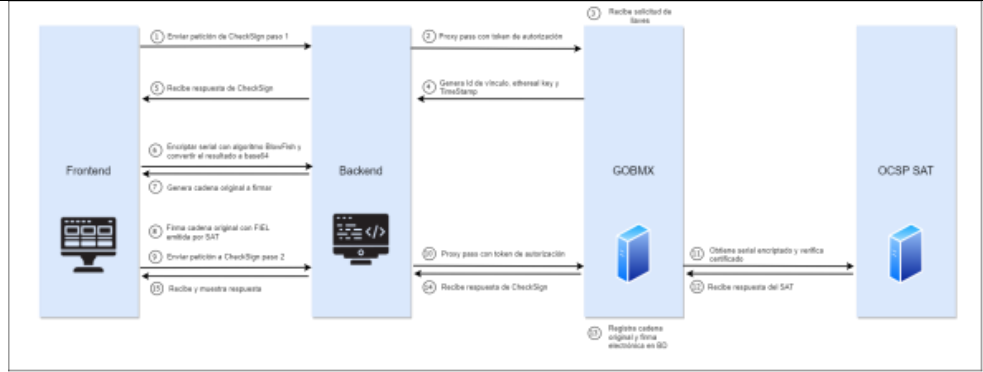 3 Recibe solicitud de
llaves
1 Enviar petición de CheckSign paso 1
2 Proxy pass con token de autorización
5 Recibe respuesta de CheckSign
4 Genera Id de vínculo, ethereal key y
TimeStamp
6 Encriptar serial con algoritmo BlowFish y
convertir el resultado a base64
Frontend
Backend
GOBMX
OCSP SAT
7 Genera cadena original a firmar
8 Firma cadena original con FIEL
emitida por SAT
9 Enviar petición a CheckSign paso 2
10 Proxy pass con token de autorización
11 Obtiene serial encriptado y verifica
certificado
15 Recibe y muestra respuesta
14 Recibe respuesta de CheckSign
12 Recibe respuesta del SAT
13 Registra cadena
original y firma
electrónica en BD